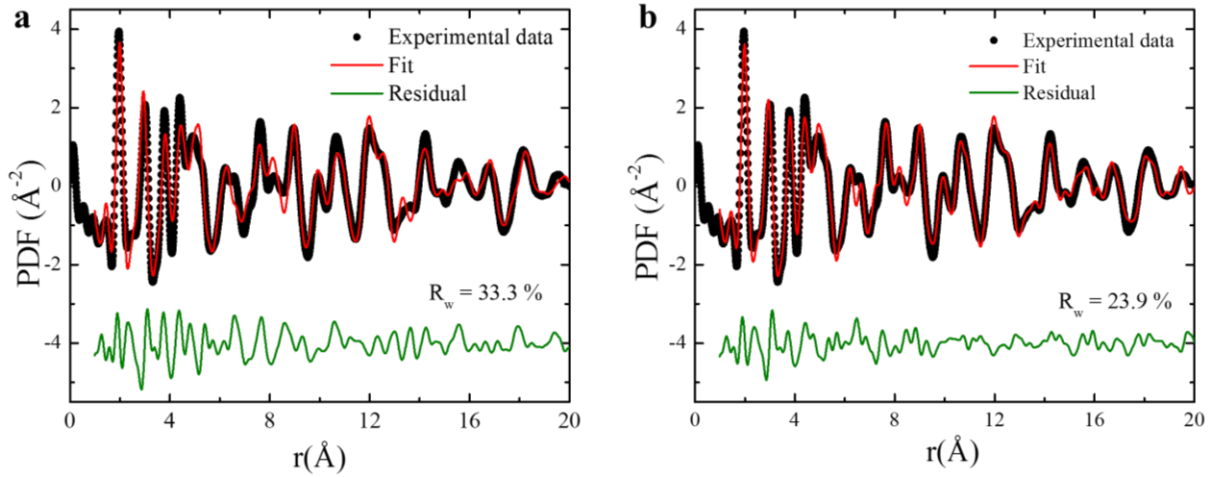 a
4
2
0
-2
-4
PDF (Å⁻²)
Experimental data
Fit
Residual
R_w = 33.3 %
0 4 8 12 16 20
r(Å)
b
4
2
0
-2
-4
PDF (Å⁻²)
Experimental data
Fit
Residual
R_w = 23.9 %
0 4 8 12 16 20
r(Å)